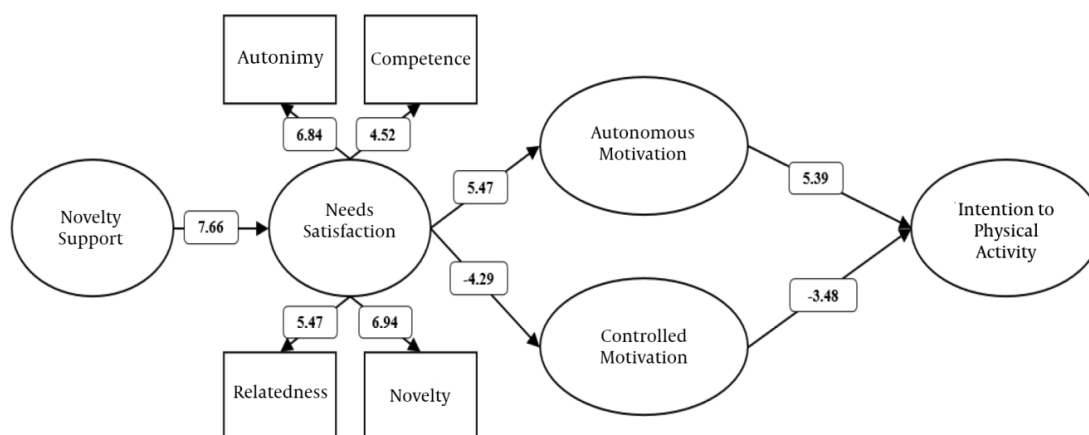 Autonimy
Competence
6.84
4.52
Autonomous
Motivation
5.47
5.39
Novelty
Support
7.66
Needs
Satisfaction
Intention to
Physical
Activity
-4.29
-3.48
5.47
6.94
Controlled
Motivation
Relatedness
Novelty